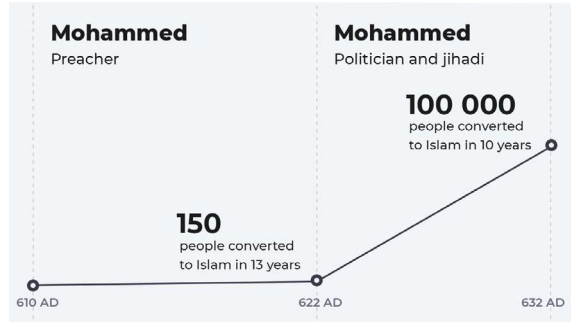 Mohammed
Preacher
Mohammed
Politician and jihadi
100 000
people converted
to Islam in 10 years
150
people converted
to Islam in 13 years
610 AD
622 AD
632 AD